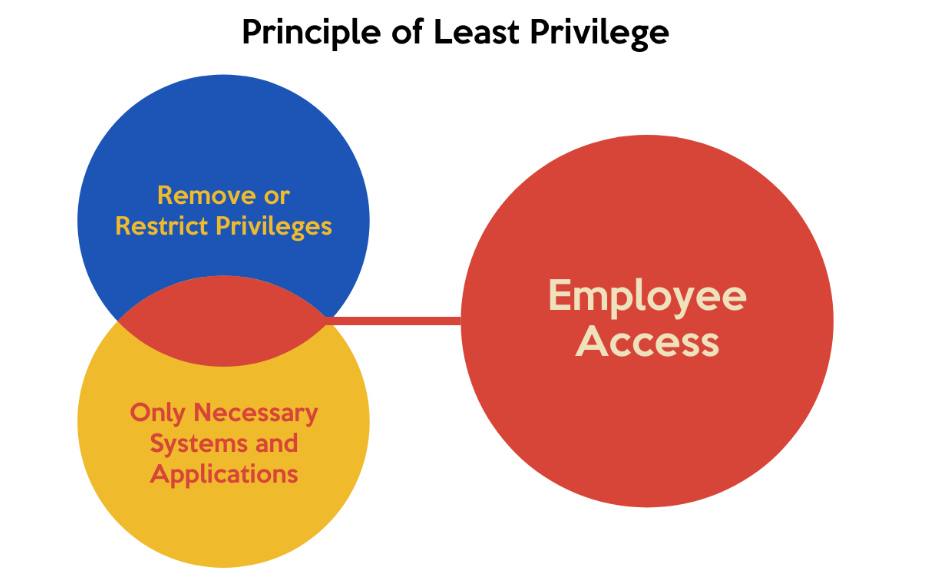 Principle of Least Privilege
Remove or
Restrict Privileges
Only Necessary
Systems and
Applications
Employee
Access